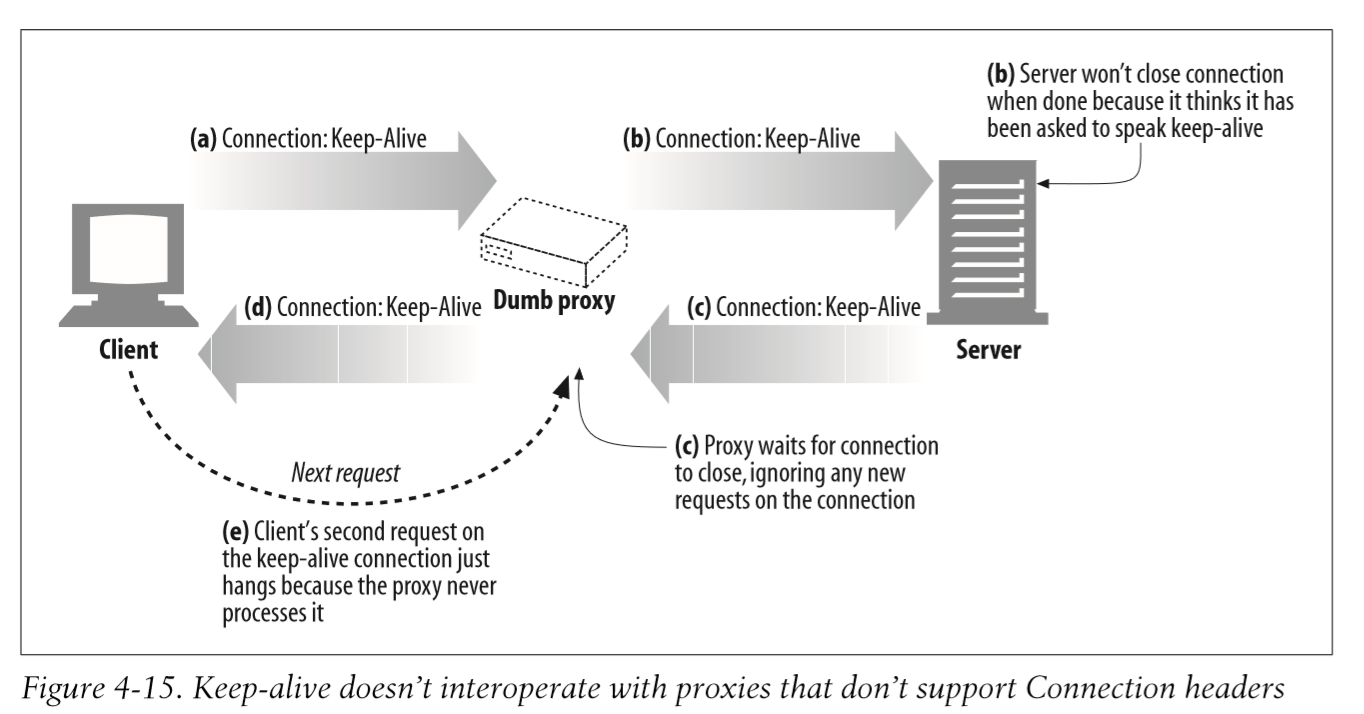 (b) Server won’t close connection
when done because it thinks it has
been asked to speak keep-alive
(a) Connection: Keep-Alive
(b) Connection: Keep-Alive
Dumb proxy
(d) Connection: Keep-Alive
(c) Connection: Keep-Alive
Client
Server
(c) Proxy waits for connection
to close, ignoring any new
requests on the connection
Next request
(e) Client’s second request on
the keep-alive connection just
hangs because the proxy never
processes it
Figure 4-15. Keep-alive doesn’t interoperate with proxies that don’t support Connection headers